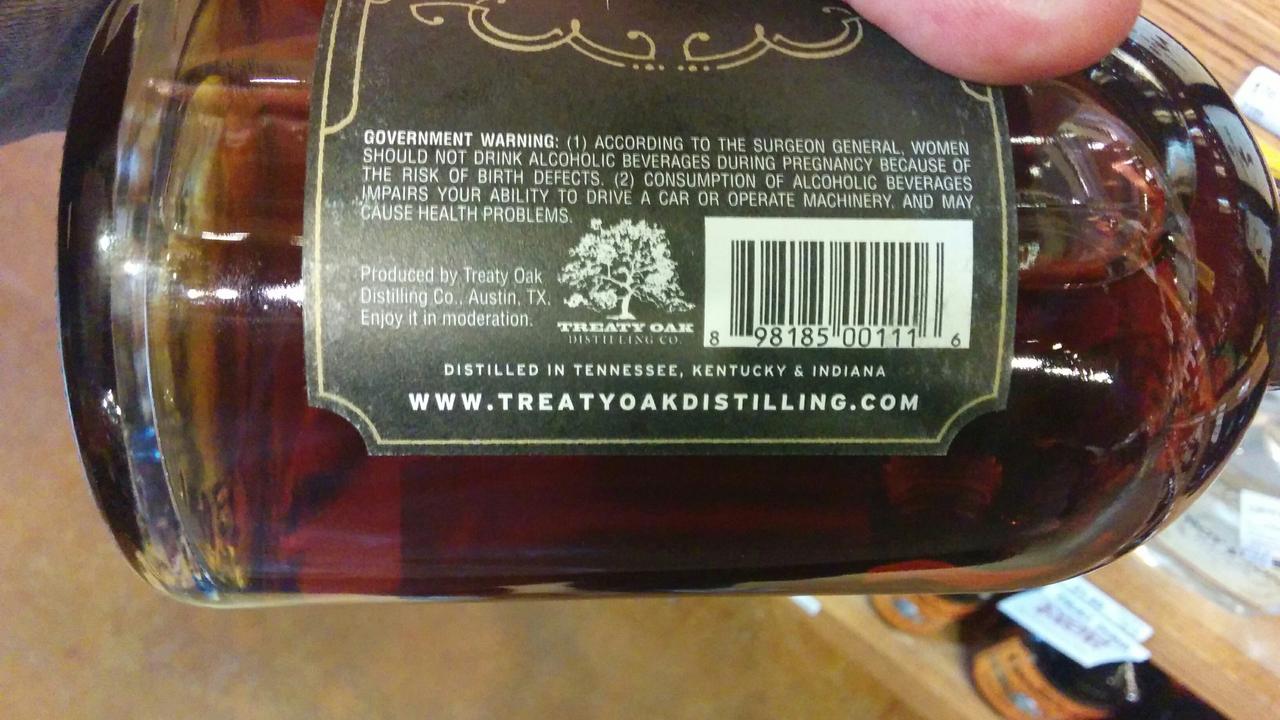 GOVERNMENT WARNING: (1) ACCORDING TO THE SURGEON GENERAL, WOMEN
SHOULD NOT DRINK ALCOHOLIC BEVERAGES DURING PREGNANCY BECAUSE OF
THE RISK OF BIRTH DEFECTS. (2) CONSUMPTION OF ALCOHOLIC BEVERAGES
IMPAIRS YOUR ABILITY TO DRIVE A CAR OR OPERATE MACHINERY, AND MAY
CAUSE HEALTH PROBLEMS.
Produced by Treaty Oak
Distilling Co., Austin, TX.
Enjoy it in moderation.
TREATY OAK
DISTILLING CO.
8 98185 00111 6
DISTILLED IN TENNESSEE, KENTUCKY & INDIANA
WWW.TREATYOAKDISTILLING.COM